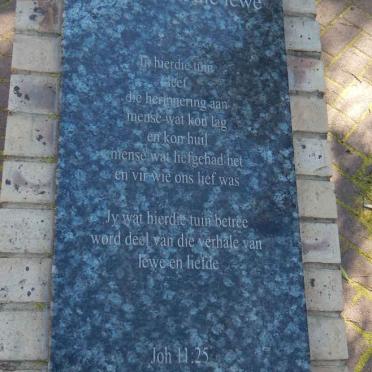 lewe
In hierdie tuin
leef
die herinnering aan
mense wat kon lag
en kon huil
mense wat liefgehad het
en vir wie ons lief was
Jy wat hierdie tuin betree
word deel van die verhale van
lewe en liefde
Joh 11:25